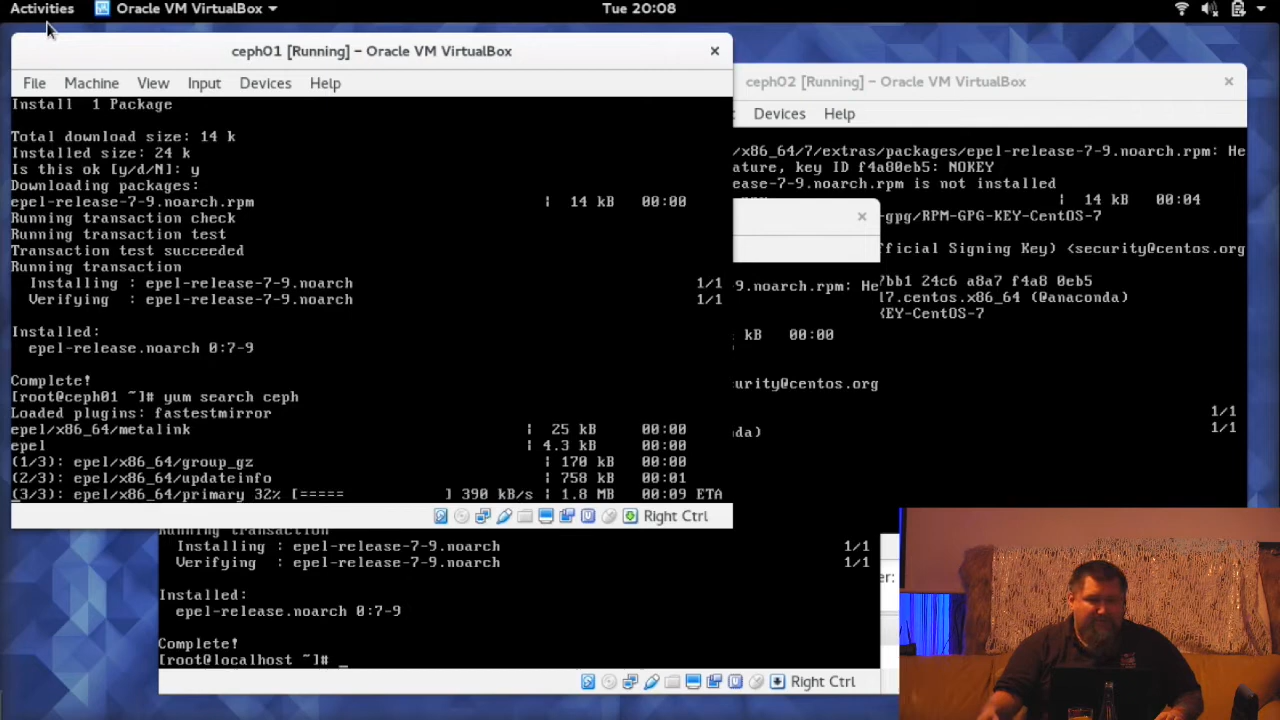 Activities
Oracle VM VirtualBox
Tue 20:08
ceph01 [Running] – Oracle VM VirtualBox
File Machine View Input Devices Help
Install 1 Package
Total download size: 14 k
Installed size: 24 k
Is this ok [y/d/N]: y
Downloading packages:
epel-release-7-9.noarch.rpm | 14 kB 00:00
Running transaction check
Running transaction test
Transaction test succeeded
Running transaction
Installing : epel-release-7-9.noarch 1/1
Verifying : epel-release-7-9.noarch 1/1
Installed:
epel-release.noarch 0:7-9
Complete!
[root@ceph01 ~]# yum search ceph
Loaded plugins: fastestmirror
epel/x86_64/metalink | 25 kB 00:00
epel | 4.3 kB 00:00
(1/3): epel/x86_64/group_gz | 170 kB 00:00
(2/3): epel/x86_64/updateinfo | 758 kB 00:01
(3/3): epel/x86_64/primary 32% [===== ] 390 kB/s | 1.8 MB 00:09 ETA
Right Ctrl
ceph02 [Running] – Oracle VM VirtualBox
Devices Help
/x86_64/7/extras/packages/epel-release-7-9.noarch.rpm: He
ature, key ID f4a80eb5: NOKEY
ease-7-9.noarch.rpm is not installed
| 14 kB 00:04
gpg/RPM-GPG-KEY-CentOS-7
fficial Signing Key) <security@centos.org
7bb1 24c6 a8a7 f4a8 0eb5
17.centos.x86_64 (@anaconda)
KEY-CentOS-7
1/1
1/1
9.noarch.rpm: He
kB 00:00
curity@centos.org
da)
Running transaction
Installing : epel-release-7-9.noarch 1/1
Verifying : epel-release-7-9.noarch 1/1
Installed:
epel-release.noarch 0:7-9
Complete!
[root@localhost ~]# _
Right Ctrl
er: